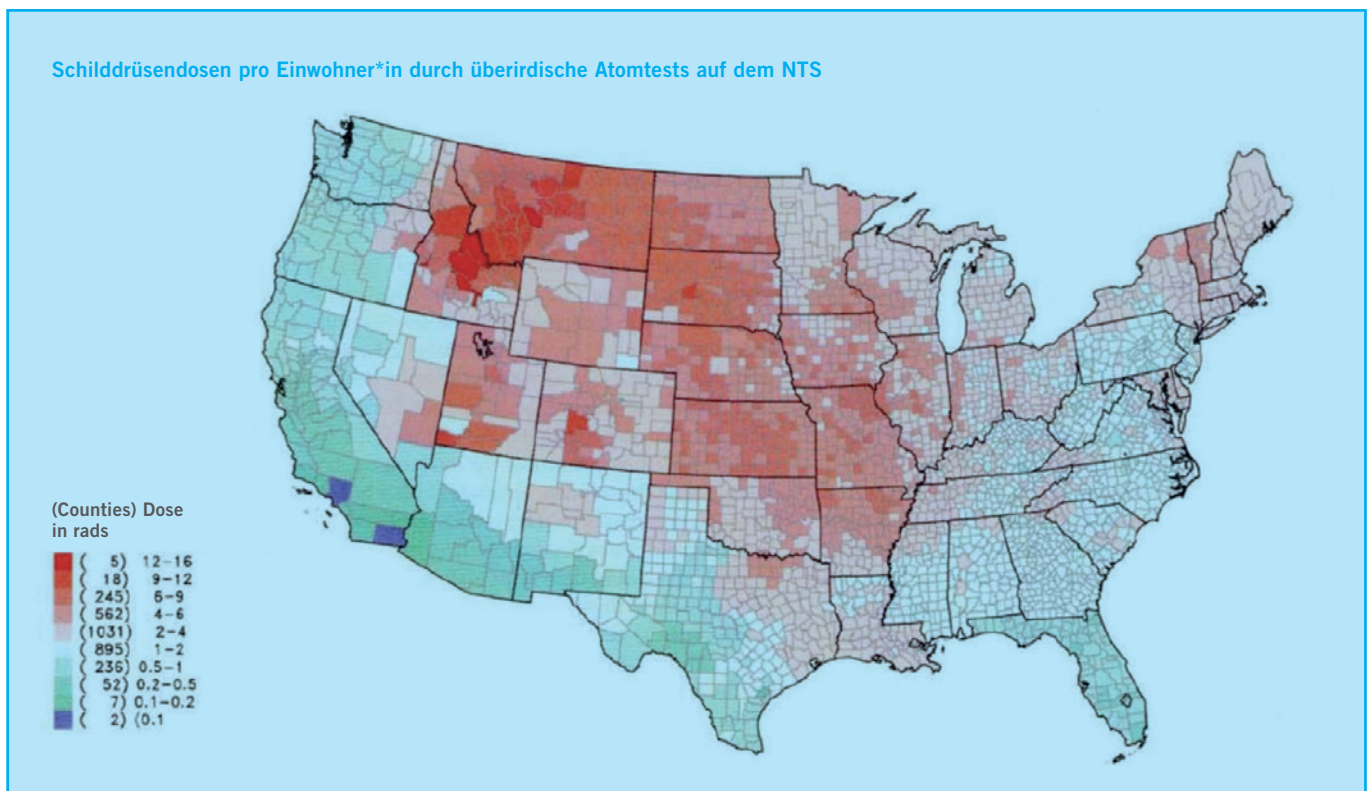 Schilddrüsendosen pro Einwohner*in durch überirdische Atomtests auf dem NTS
(Counties) Dose
in rads
( 5) 12-16
( 18) 9-12
( 245) 6-9
( 562) 4-6
(1031) 2-4
( 895) 1-2
( 236) 0.5-1
( 52) 0.2-0.5
( 7) 0.1-0.2
( 2) (0.1